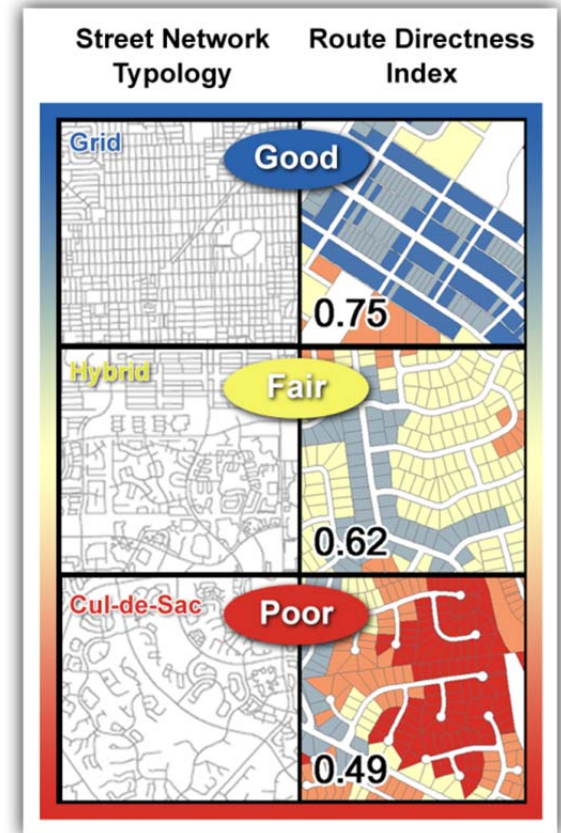 Street Network
Typology
Route Directness
Index
Grid
Good
0.75
Hybrid
Fair
0.62
Cul-de-Sac
Poor
0.49